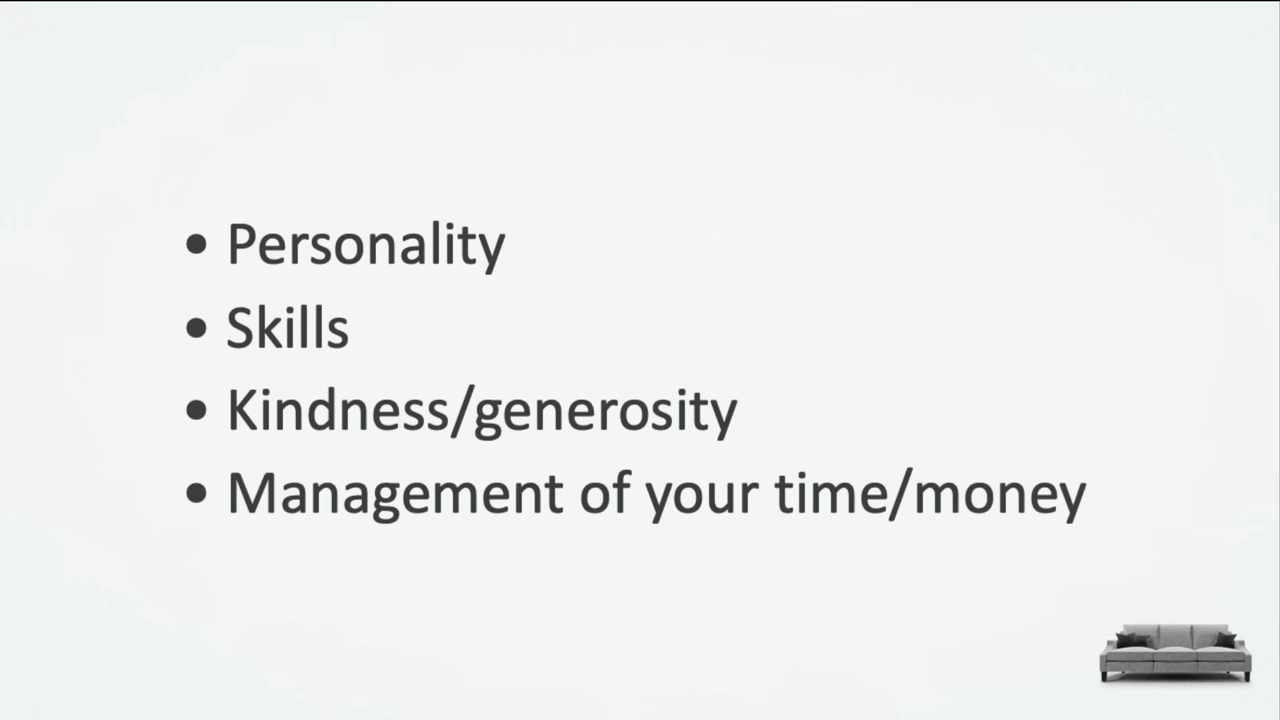 • Personality
• Skills
• Kindness/generosity
• Management of your time/money